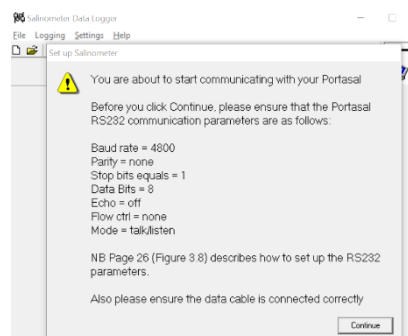 Salinometer Data Logger
File Logging Settings Help
Set up Salinometer
You are about to start communicating with your Portasal
Before you click Continue, please ensure that the Portasal
RS232 communication parameters are as follows:
Baud rate = 4800
Parity = none
Stop bits equals = 1
Data Bits = 8
Echo = off
Flow ctrl = none
Mode = talk/listen
NB Page 26 (Figure 3.8) describes how to set up the RS232
parameters.
Also please ensure the data cable is connected correctly
Continue